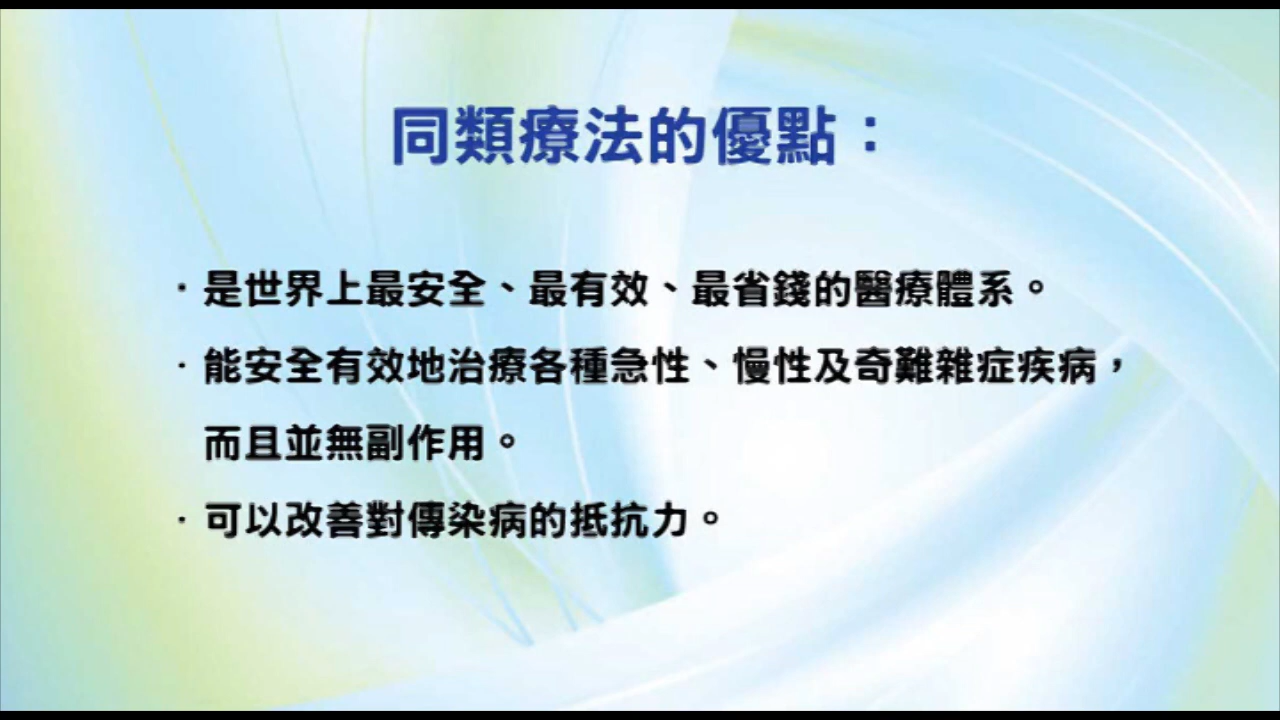 同類療法的優點：
·是世界上最安全、最有效、最省錢的醫療體系。
·能安全有效地治療各種急性、慢性及奇難雜症疾病，
而且並無副作用。
·可以改善對傳染病的抵抗力。